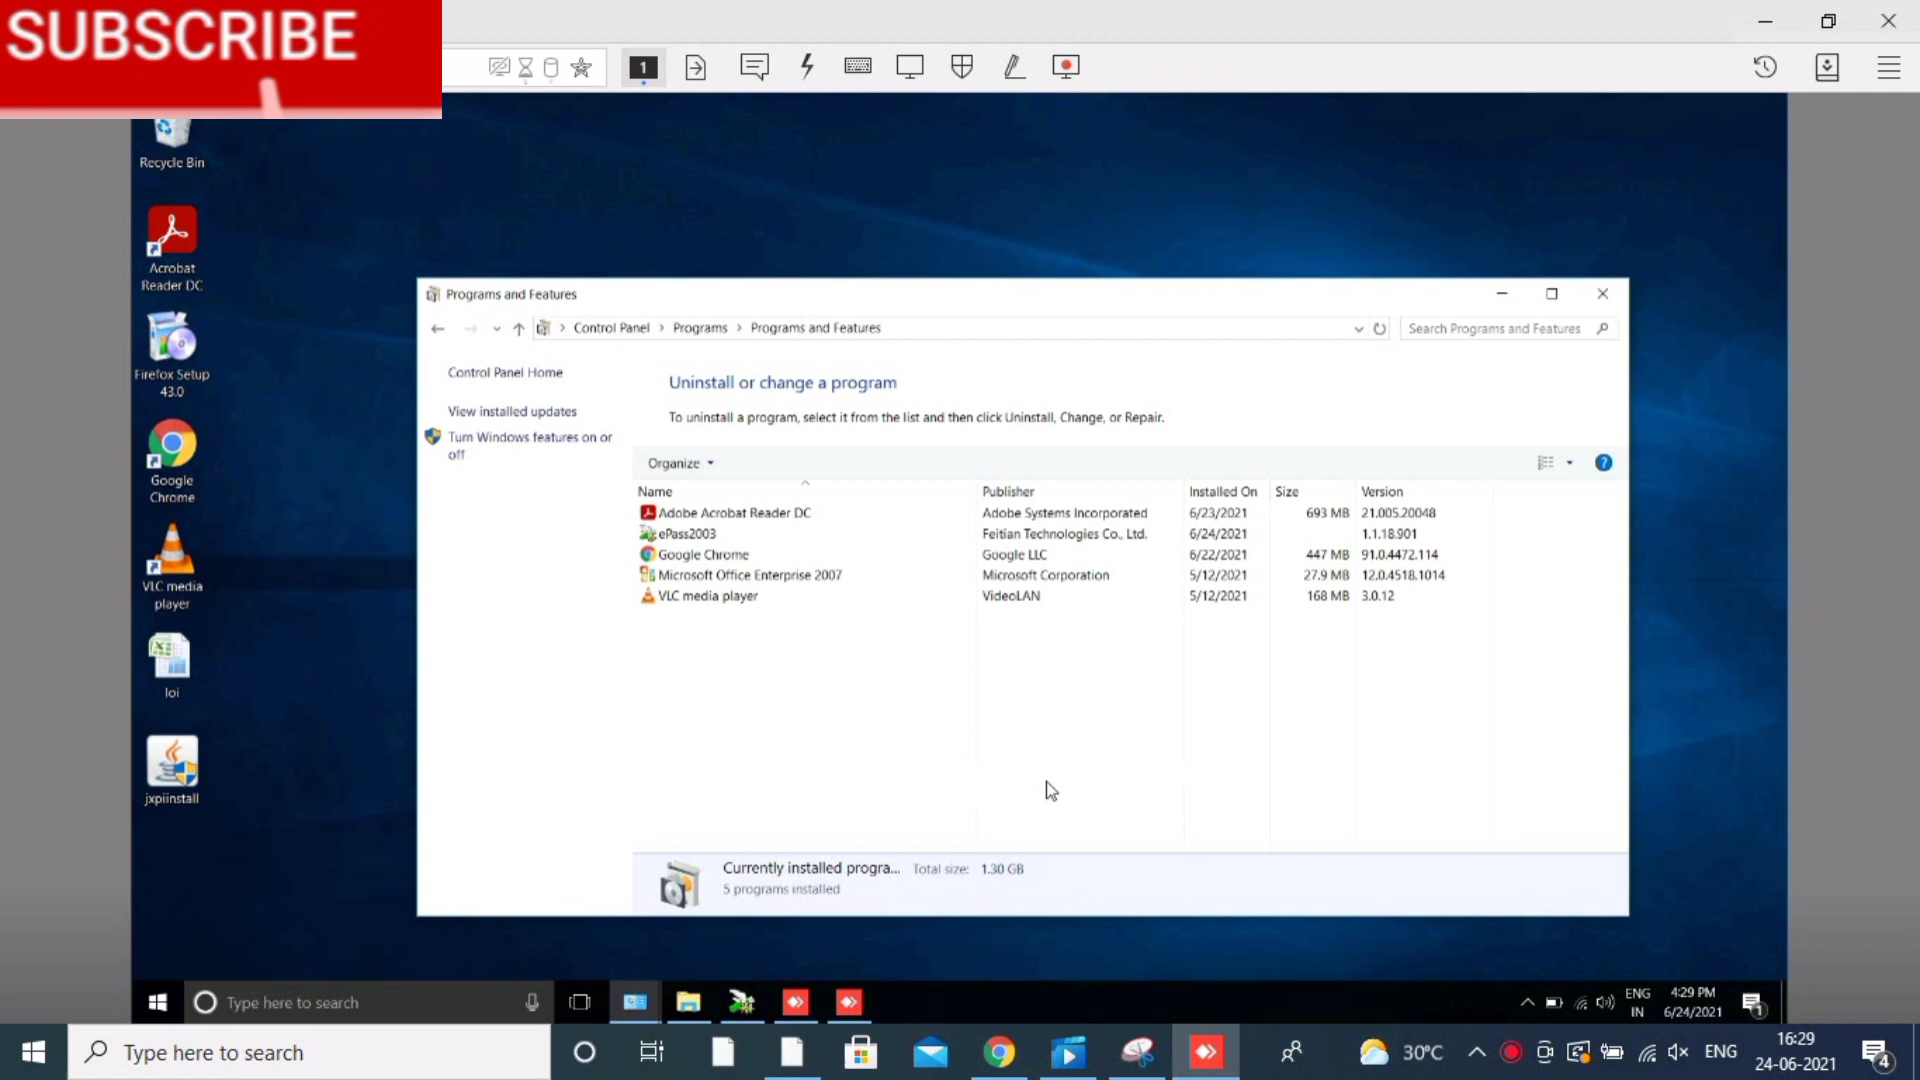 SUBSCRIBE
1
Recycle Bin
Acrobat
Reader DC
Firefox Setup
43.0
Google
Chrome
VLC media
player
loi
jxpiinstall
Programs and Features
Control Panel > Programs > Programs and Features
Search Programs and Features
Control Panel Home
View installed updates
Turn Windows features on or
off
Uninstall or change a program
To uninstall a program, select it from the list and then click Uninstall, Change, or Repair.
Organize
?
Name Publisher Installed On Size Version
Adobe Acrobat Reader DC Adobe Systems Incorporated 6/23/2021 693 MB 21.005.20048
ePass2003 Feitian Technologies Co., Ltd. 6/24/2021 1.1.18.901
Google Chrome Google LLC 6/22/2021 447 MB 91.0.4472.114
Microsoft Office Enterprise 2007 Microsoft Corporation 5/12/2021 27.9 MB 12.0.4518.1014
VLC media player VideoLAN 5/12/2021 168 MB 3.0.12
Currently installed progra... Total size: 1.30 GB
5 programs installed
Type here to search
ENG
IN
4:29 PM
6/24/2021
1
Type here to search
30°C
ENG
16:29
24-06-2021
4